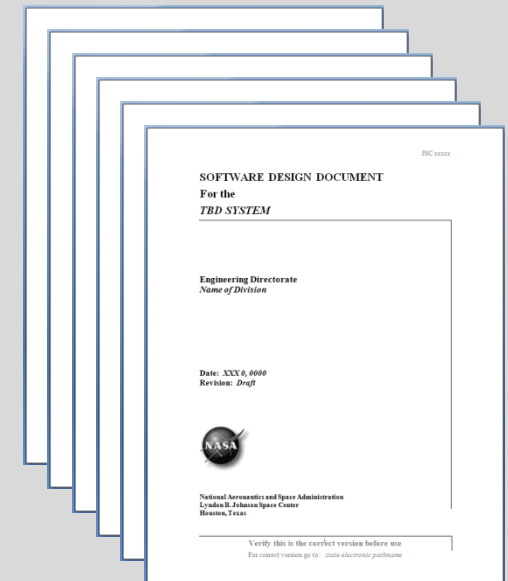 JSC xxxxx
SOFTWARE DESIGN DOCUMENT
For the
TBD SYSTEM
Engineering Directorate
Name of Division
Date: XXX 0, 0000
Revision: Draft
NASA
National Aeronautics and Space Administration
Lyndon B. Johnson Space Center
Houston, Texas
Verify this is the correct version before use
For correct version go to: state electronic pathname